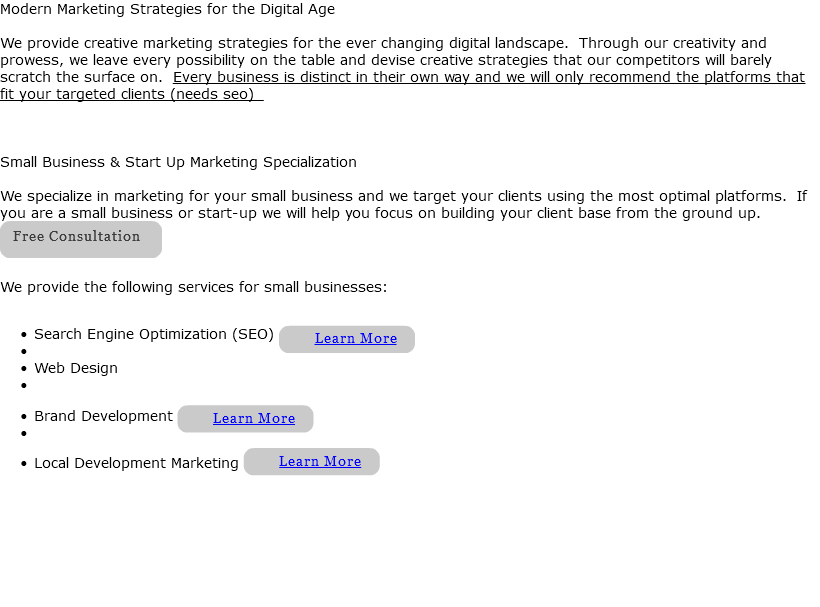 Modern Marketing Strategies for the Digital Age
We provide creative marketing strategies for the ever changing digital landscape.  Through our creativity and
prowess, we leave every possibility on the table and devise creative strategies that our competitors will barely
scratch the surface on.  Every business is distinct in their own way and we will only recommend the platforms that
fit your targeted clients (needs seo)
Small Business & Start Up Marketing Specialization
We specialize in marketing for your small business and we target your clients using the most optimal platforms.  If
you are a small business or start-up we will help you focus on building your client base from the ground up.
Free Consultation
We provide the following services for small businesses:
• Search Engine Optimization (SEO) Learn More
•
• Web Design
•
• Brand Development Learn More
•
• Local Development Marketing Learn More